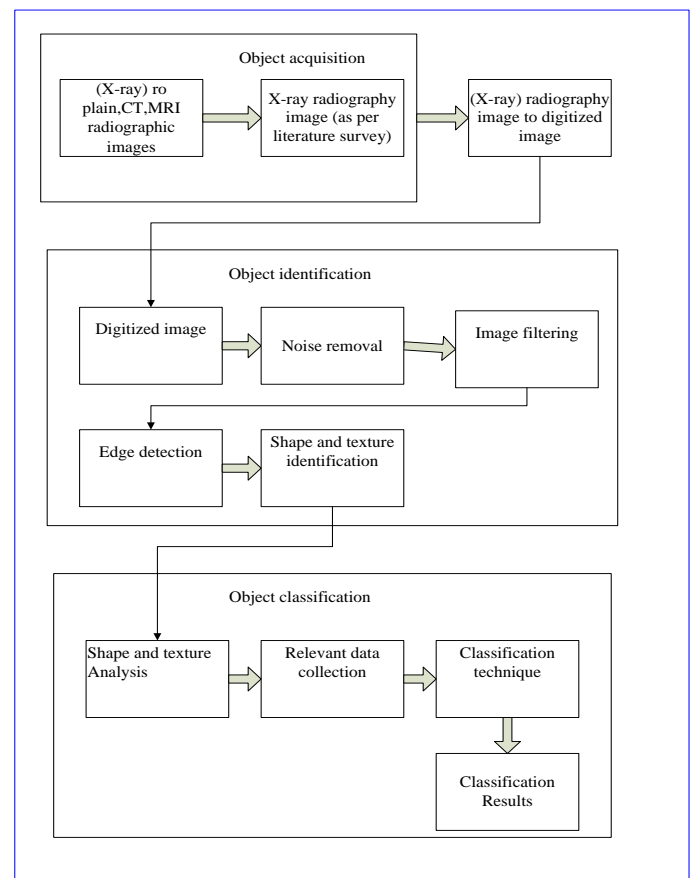 Object acquisition
(X-ray) ro
plain,CT,MRI
radiographic
images
X-ray radiography
image (as per
literature survey)
(X-ray) radiography
image to digitized
image
Object identification
Digitized image
Noise removal
Image filtering
Edge detection
Shape and texture
identification
Object classification
Shape and texture
Analysis
Relevant data
collection
Classification
technique
Classification
Results